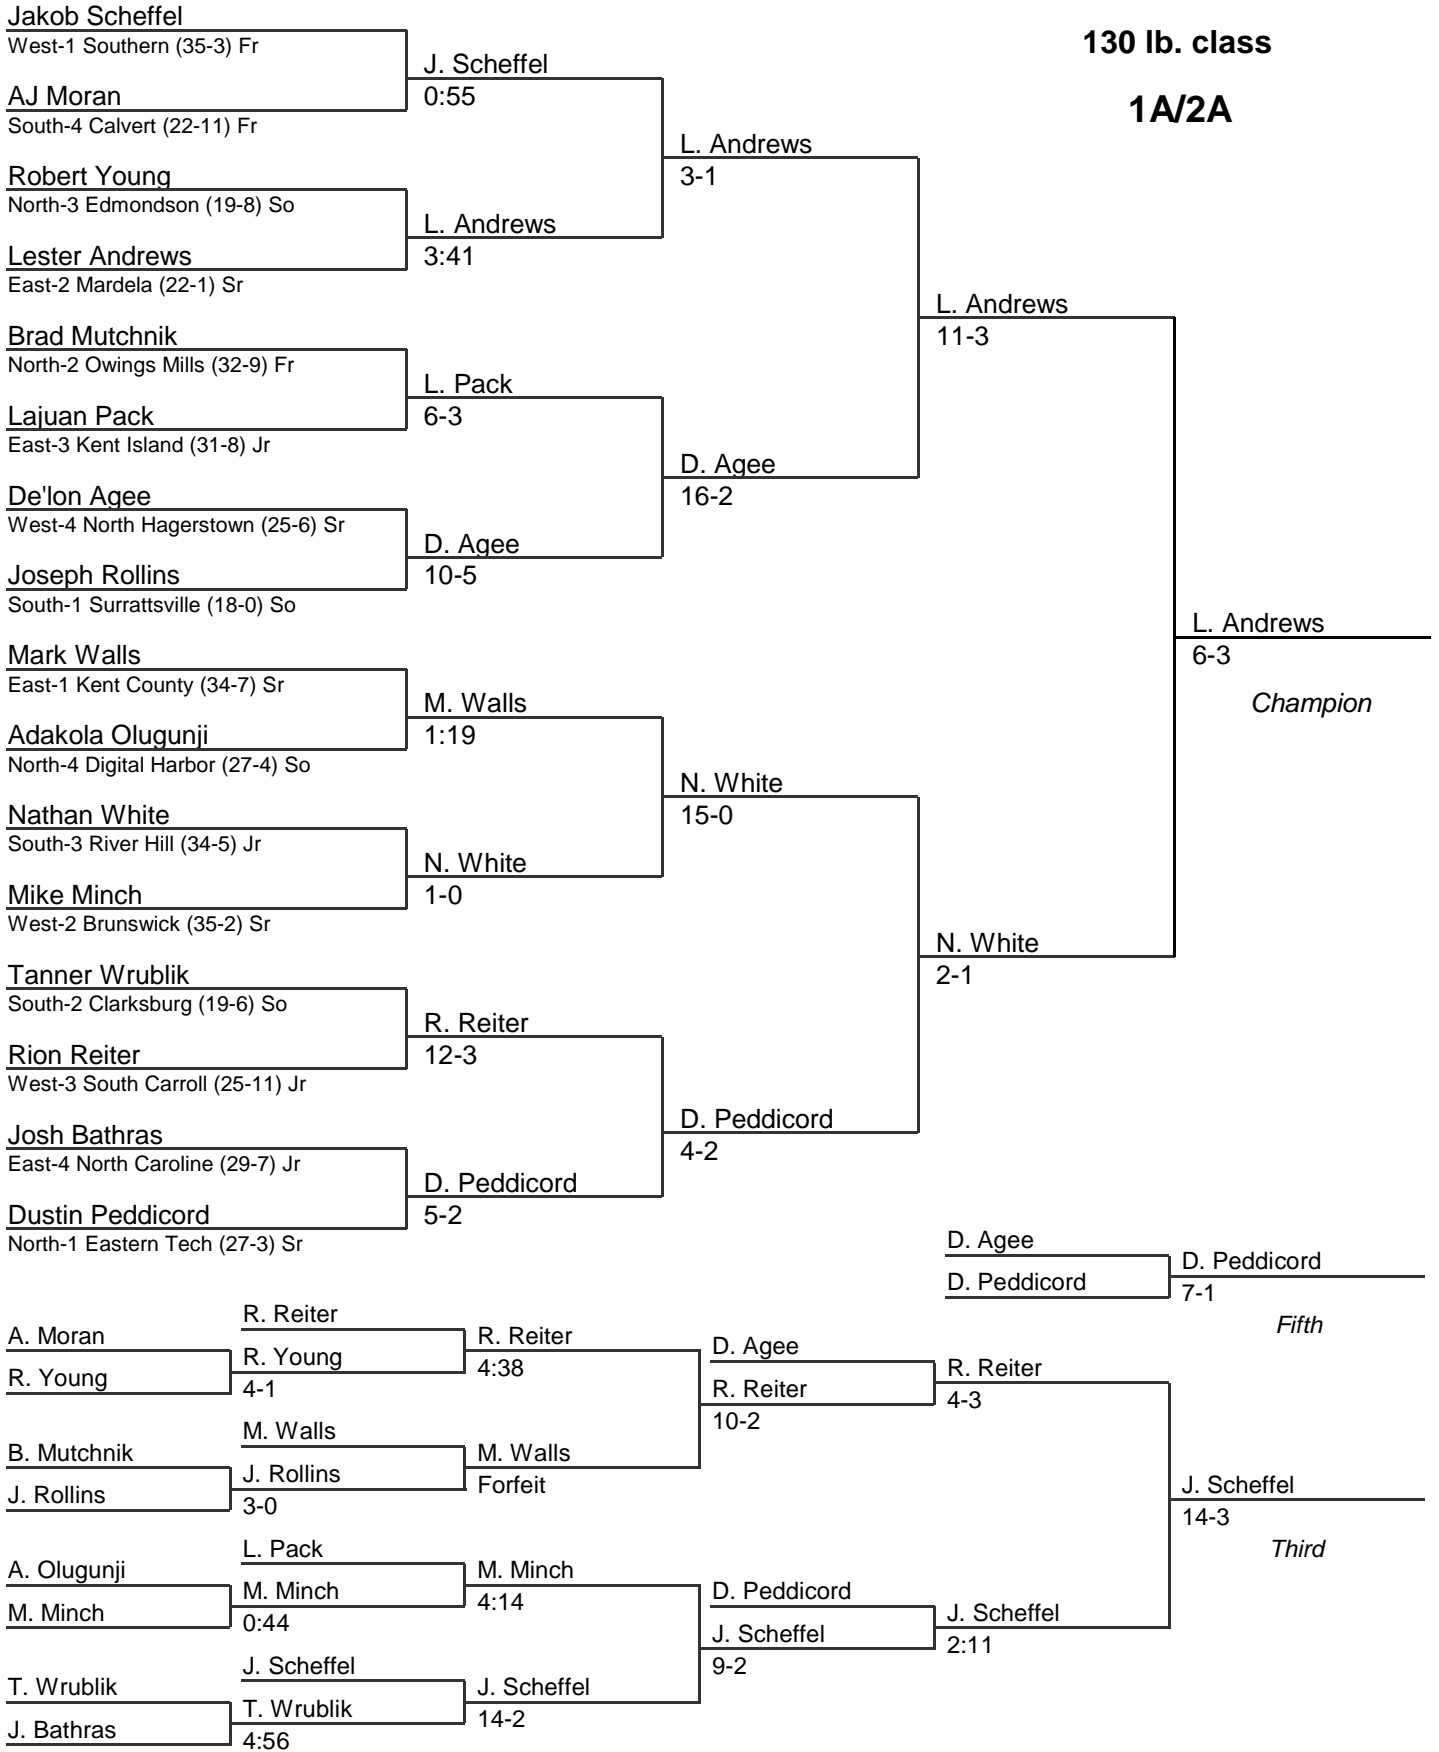 Jakob Scheffel
West-1 Southern (35-3) Fr
130 lb. class
J. Scheffel
0:55
AJ Moran
South-4 Calvert (22-11) Fr
1A/2A
L. Andrews
3-1
Robert Young
North-3 Edmondson (19-8) So
L. Andrews
3:41
Lester Andrews
East-2 Mardela (22-1) Sr
L. Andrews
11-3
Brad Mutchnik
North-2 Owings Mills (32-9) Fr
L. Pack
6-3
Lajuan Pack
East-3 Kent Island (31-8) Jr
D. Agee
16-2
De'lon Agee
West-4 North Hagerstown (25-6) Sr
D. Agee
10-5
Joseph Rollins
South-1 Surrattsville (18-0) So
L. Andrews
6-3
Champion
Mark Walls
East-1 Kent County (34-7) Sr
M. Walls
1:19
Adakola Olugunji
North-4 Digital Harbor (27-4) So
N. White
15-0
Nathan White
South-3 River Hill (34-5) Jr
N. White
1-0
Mike Minch
West-2 Brunswick (35-2) Sr
N. White
2-1
Tanner Wrublik
South-2 Clarksburg (19-6) So
R. Reiter
12-3
Rion Reiter
West-3 South Carroll (25-11) Jr
D. Peddicord
4-2
Josh Bathras
East-4 North Caroline (29-7) Jr
D. Peddicord
5-2
Dustin Peddicord
North-1 Eastern Tech (27-3) Sr
D. Agee
D. Peddicord
D. Peddicord
7-1
Fifth
A. Moran
R. Young
R. Reiter
R. Young
4-1
R. Reiter
4:38
D. Agee
R. Reiter
10-2
R. Reiter
4-3
B. Mutchnik
J. Rollins
M. Walls
J. Rollins
3-0
M. Walls
Forfeit
J. Scheffel
14-3
Third
A. Olugunji
M. Minch
L. Pack
M. Minch
0:44
M. Minch
4:14
D. Peddicord
J. Scheffel
9-2
J. Scheffel
2:11
T. Wrublik
J. Bathras
J. Scheffel
T. Wrublik
4:56
J. Scheffel
14-2